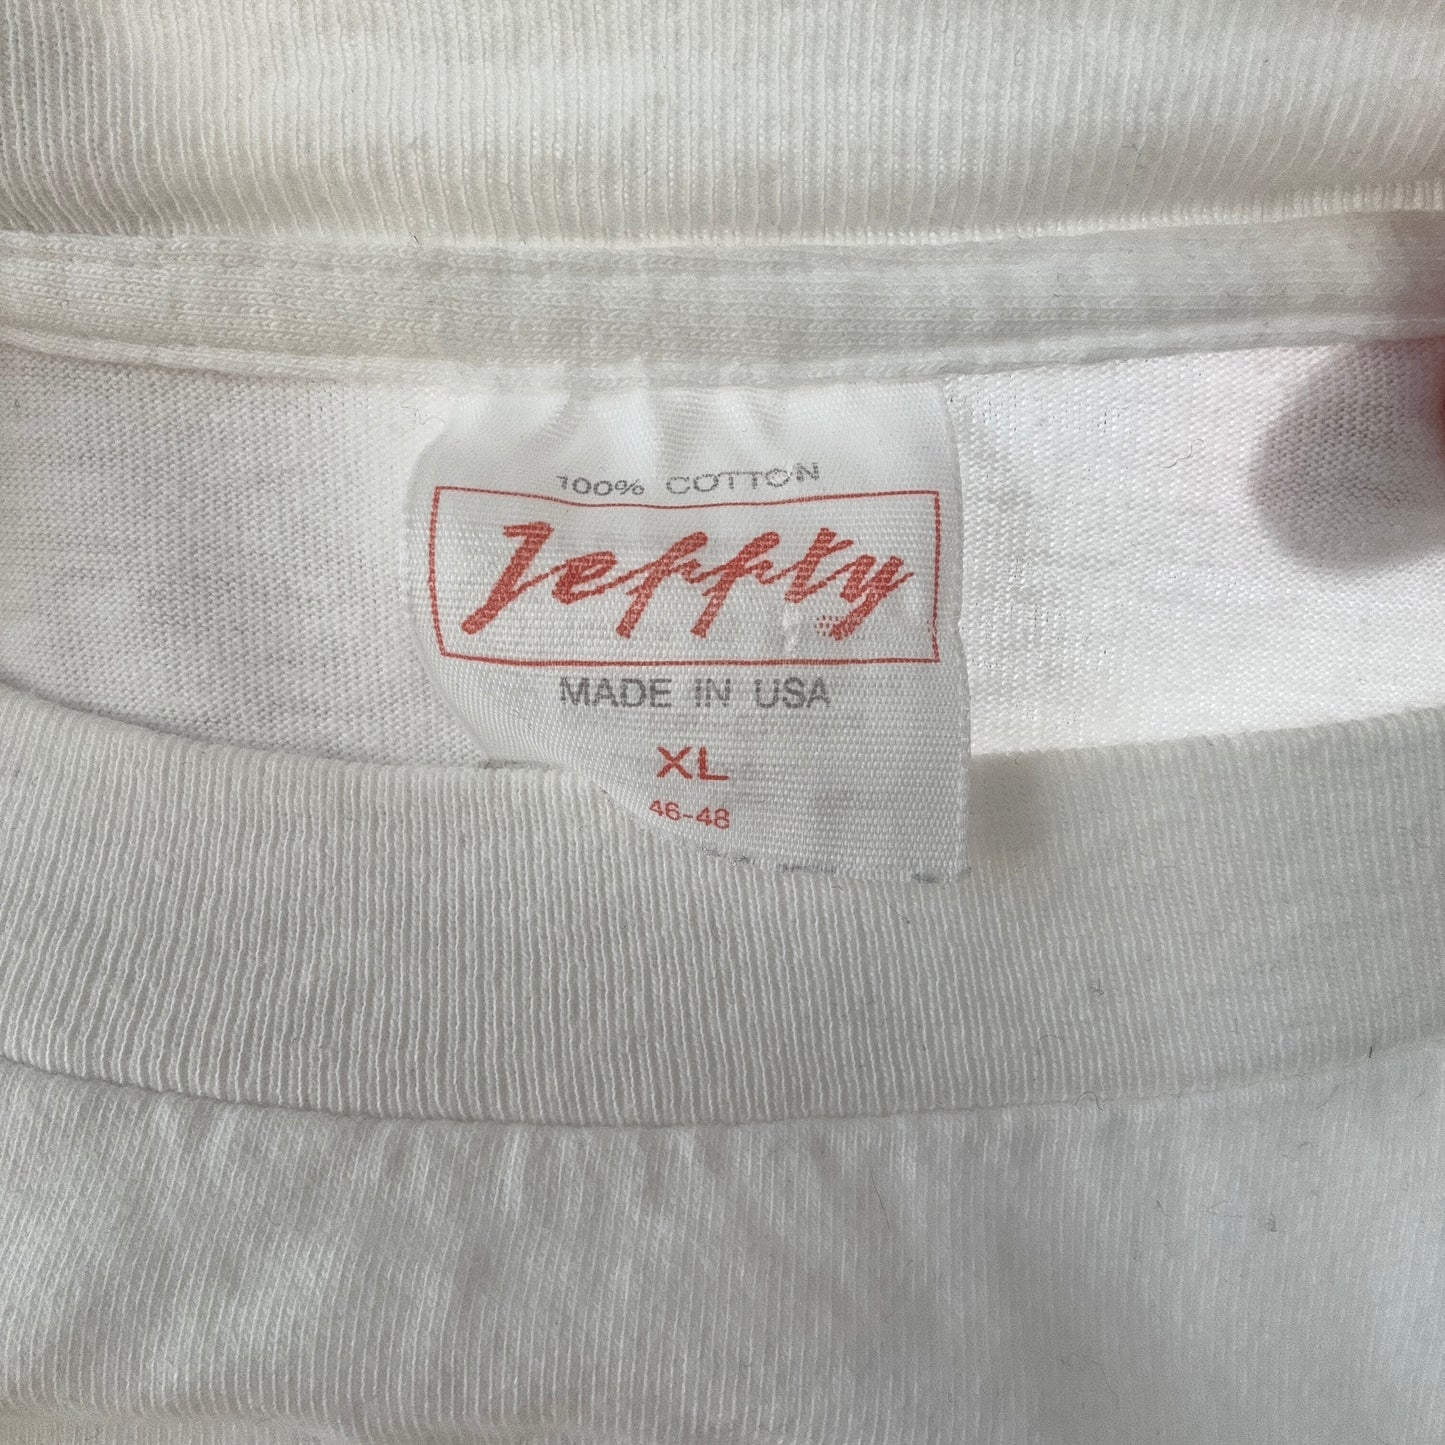 100% COTTON
Jeffty
MADE IN USA
XL
46-48